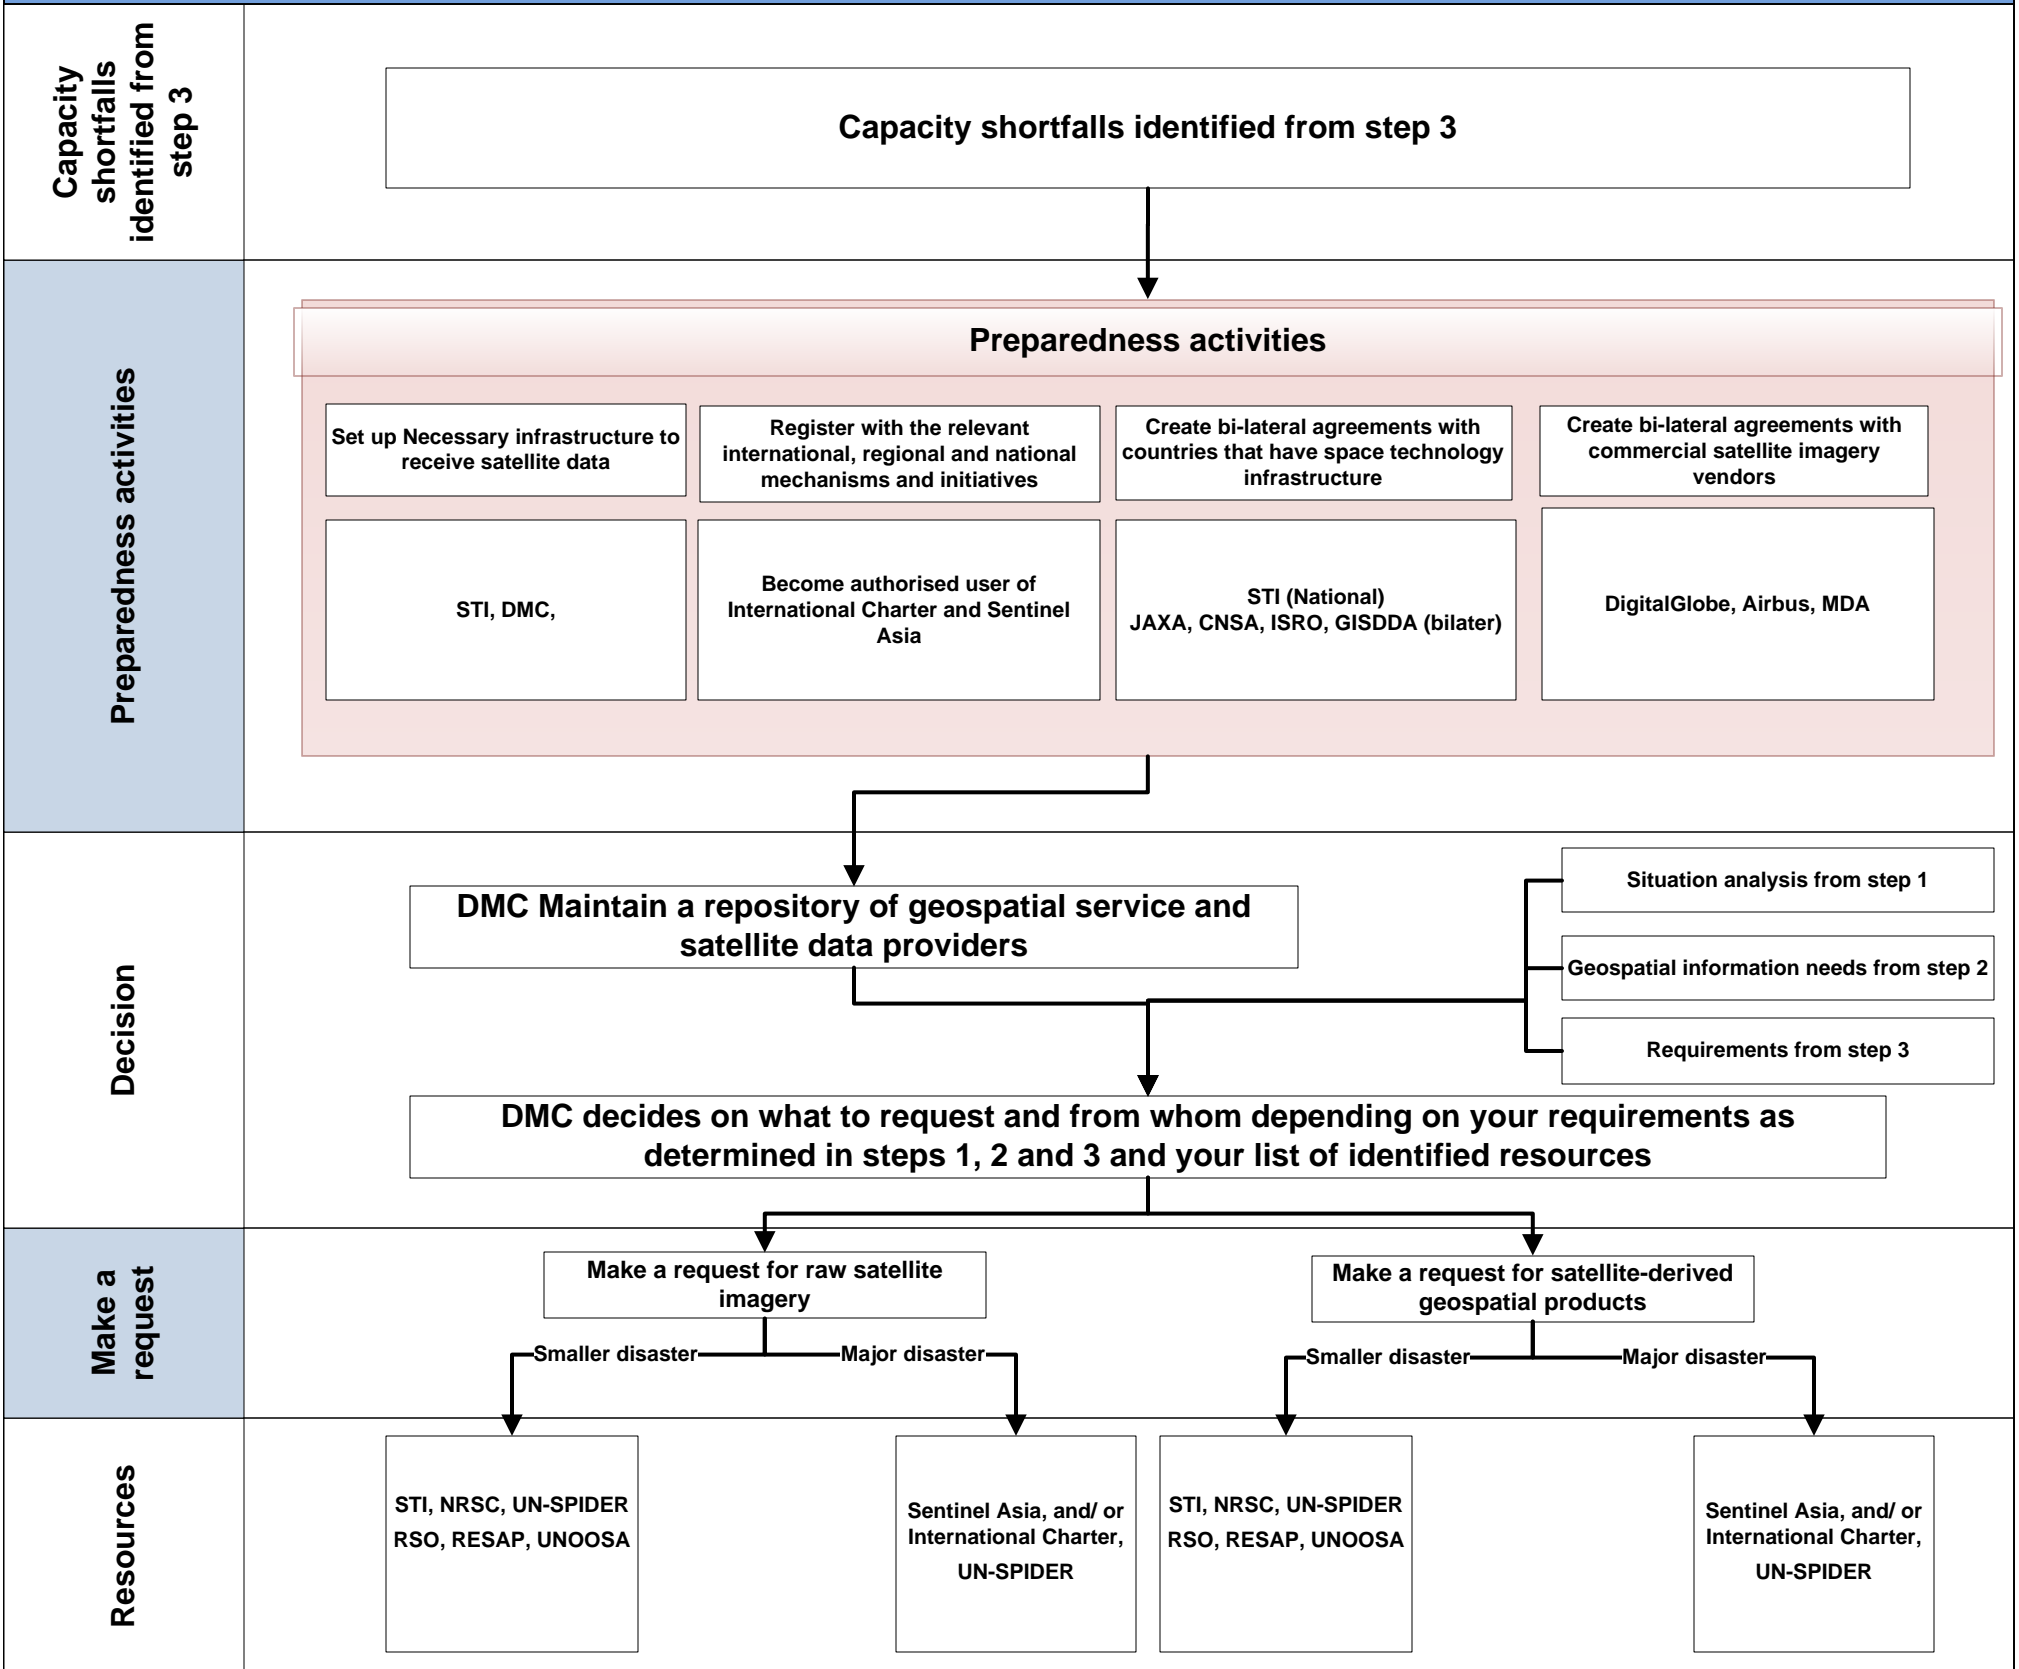 Capacity
shortfalls
identified from
step 3
Capacity shortfalls identified from step 3
Preparedness activities
Preparedness activities
Set up Necessary infrastructure to
receive satellite data
Register with the relevant
international, regional and national
mechanisms and initiatives
Create bi-lateral agreements with
countries that have space technology
infrastructure
Create bi-lateral agreements with
commercial satellite imagery
vendors
STI, DMC,
Become authorised user of
International Charter and Sentinel
Asia
STI (National)
JAXA, CNSA, ISRO, GISDDA (bilater)
DigitalGlobe, Airbus, MDA
Decision
DMC Maintain a repository of geospatial service and
satellite data providers
Situation analysis from step 1
Geospatial information needs from step 2
Requirements from step 3
DMC decides on what to request and from whom depending on your requirements as
determined in steps 1, 2 and 3 and your list of identified resources
Make a
request
Make a request for raw satellite
imagery
Make a request for satellite-derived
geospatial products
Smaller disaster
Major disaster
Smaller disaster
Major disaster
Resources
STI, NRSC, UN-SPIDER
RSO, RESAP, UNOOSA
Sentinel Asia, and/ or
International Charter,
UN-SPIDER
STI, NRSC, UN-SPIDER
RSO, RESAP, UNOOSA
Sentinel Asia, and/ or
International Charter,
UN-SPIDER